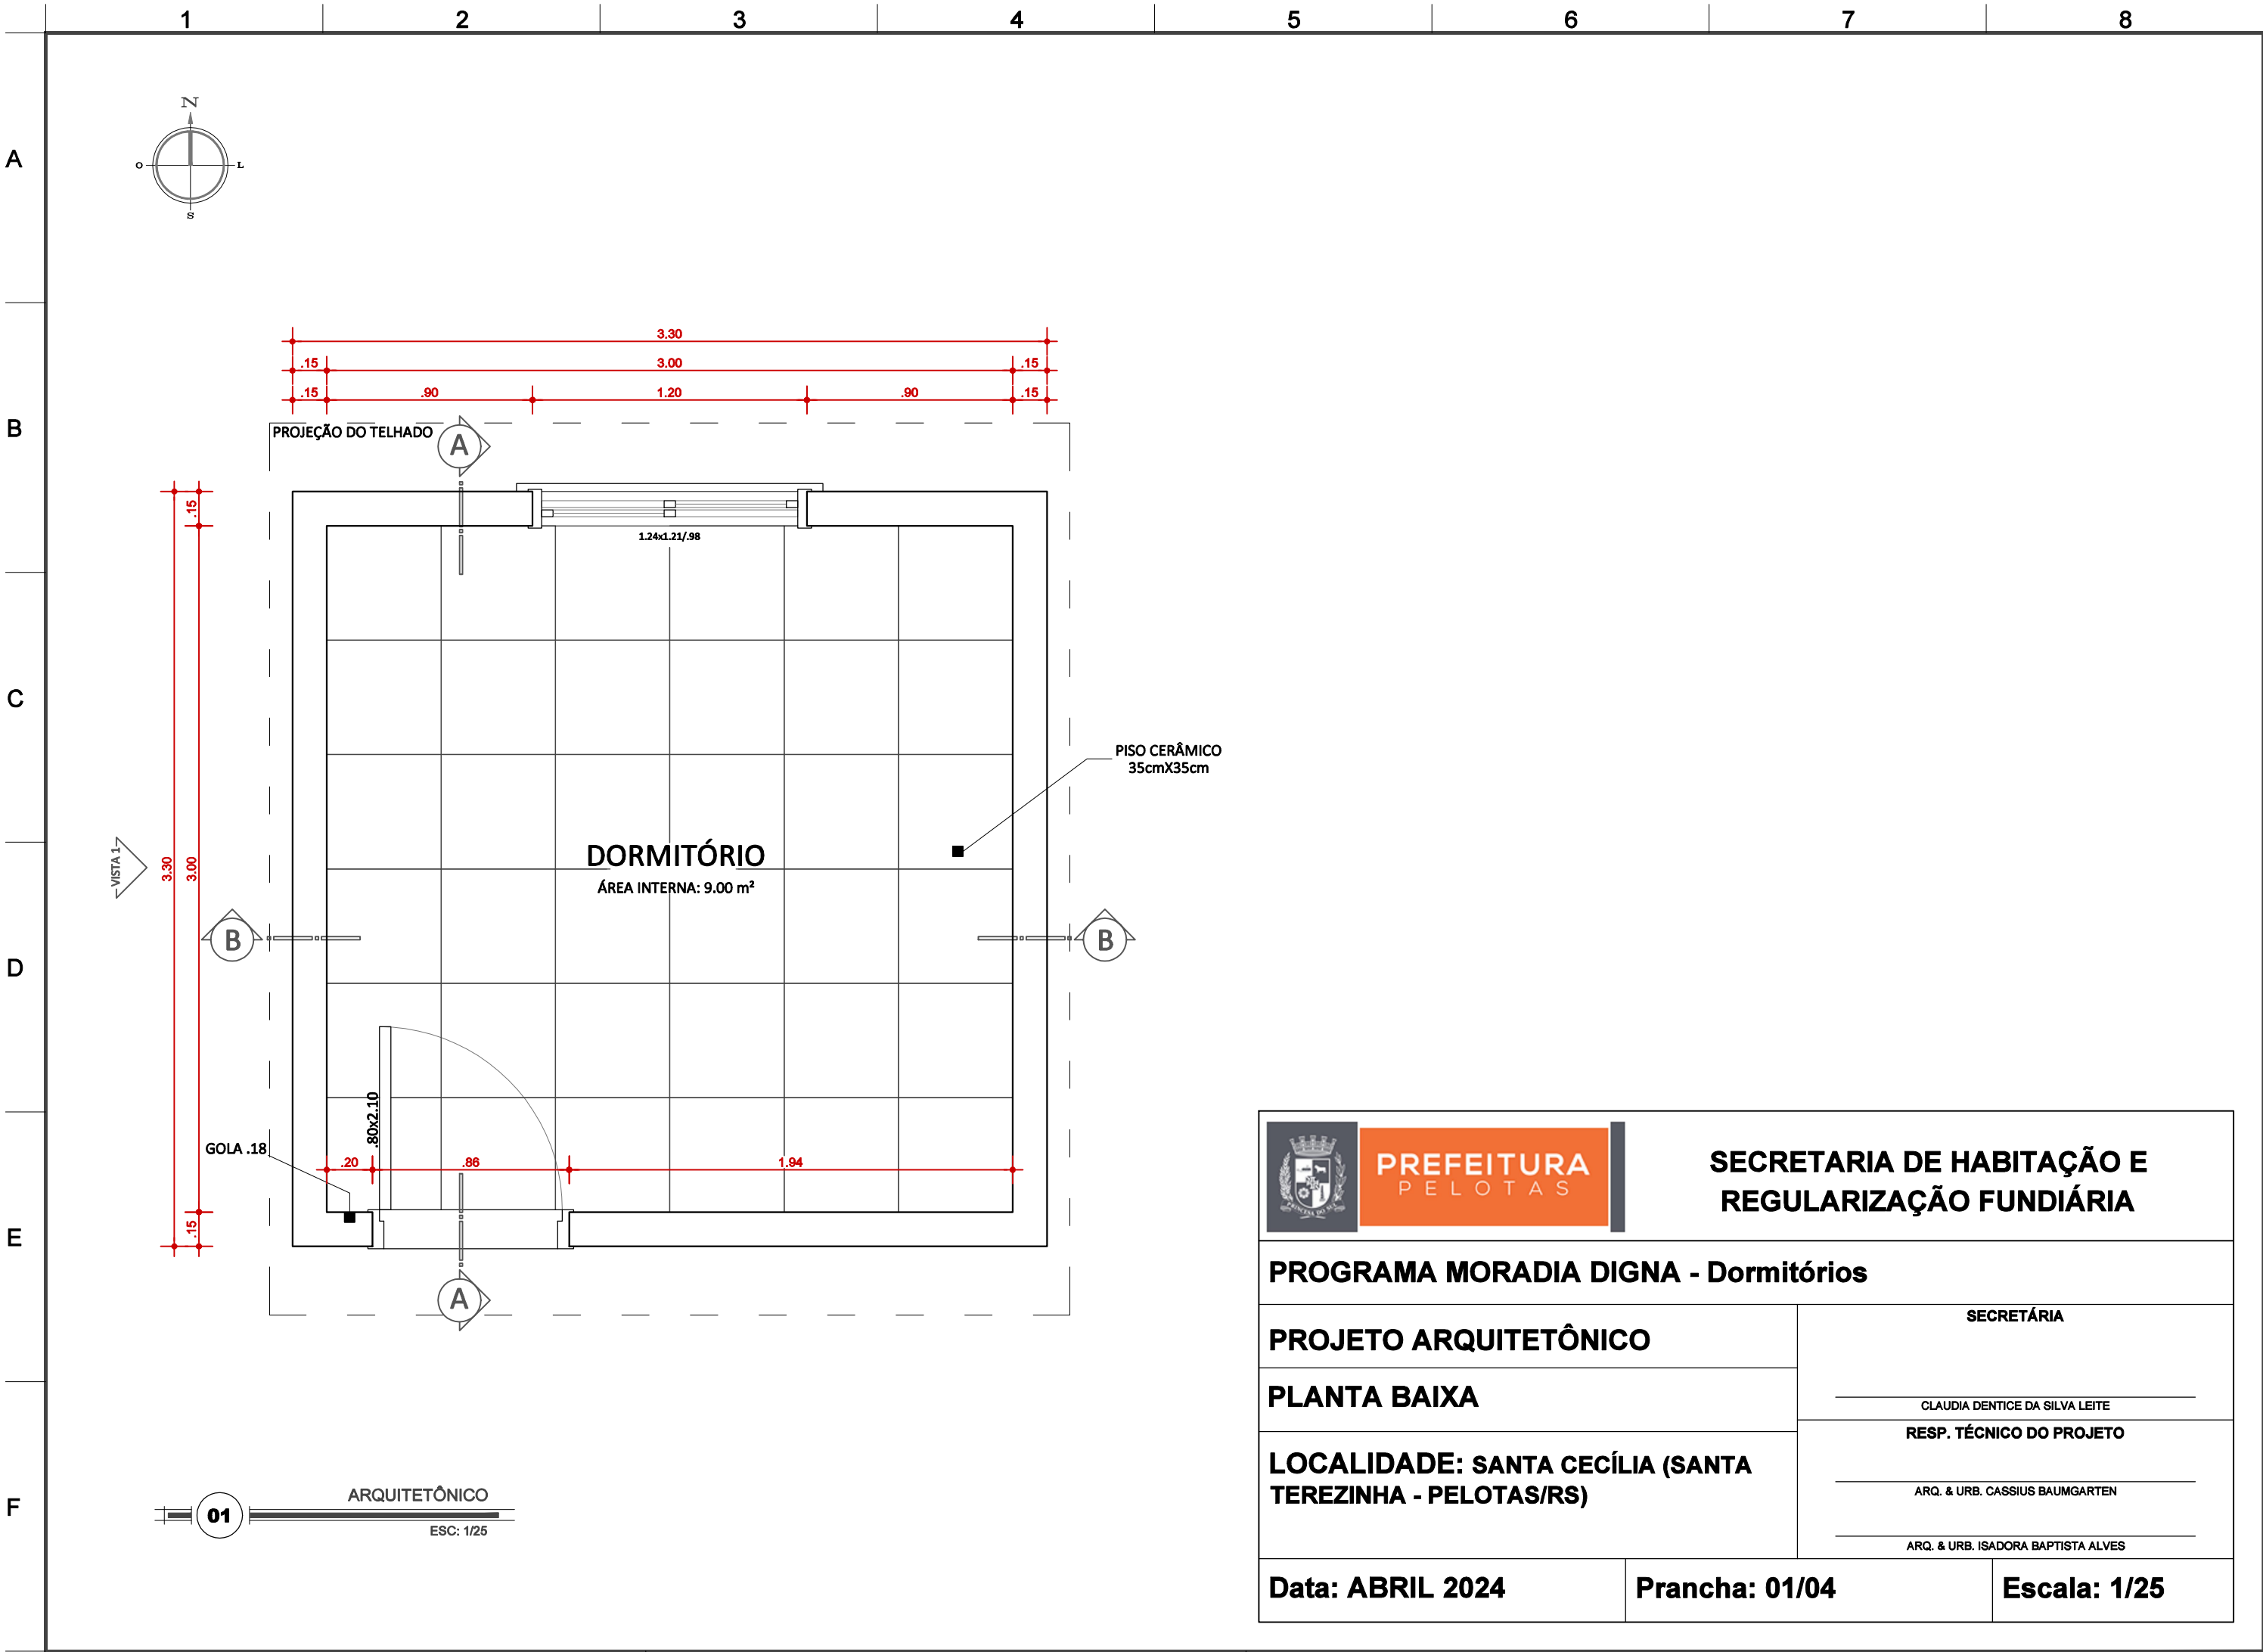 1 2 3 4 5 6 7 8
A
B
C
D
E
F
N
O L
S
3.30
.15 3.00 .15
.15 .90 1.20 .90 .15
PROJEÇÃO DO TELHADO
A
.15
1.24x1.21/.98
PISO CERÂMICO
35cmX35cm
VISTA 1
3.30
3.00
DORMITÓRIO
ÁREA INTERNA: 9.00 m²
B B
.80x2.10
GOLA .18
.20 .86 1.94
.15
A
01
ARQUITETÔNICO
ESC: 1/25
PRINCESA DO SUL
PREFEITURA
PELOTAS
SECRETARIA DE HABITAÇÃO E
REGULARIZAÇÃO FUNDIÁRIA
PROGRAMA MORADIA DIGNA - Dormitórios
PROJETO ARQUITETÔNICO
PLANTA BAIXA
LOCALIDADE: SANTA CECÍLIA (SANTA
TEREZINHA - PELOTAS/RS)
SECRETÁRIA
CLAUDIA DENTICE DA SILVA LEITE
RESP. TÉCNICO DO PROJETO
ARQ. & URB. CASSIUS BAUMGARTEN
ARQ. & URB. ISADORA BAPTISTA ALVES
Data: ABRIL 2024
Prancha: 01/04
Escala: 1/25